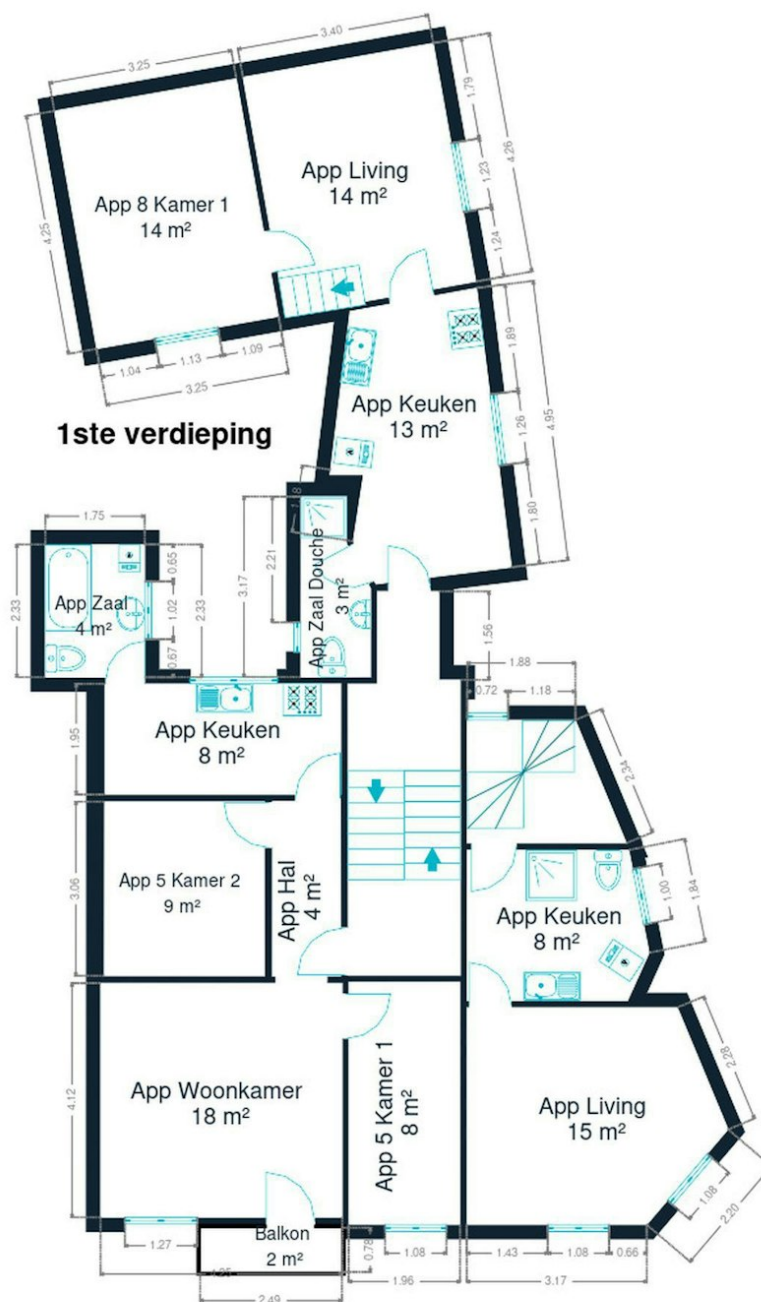 3.25
3.40
1.79
4.26
1.23
1.24
4.25
App 8 Kamer 1
14 m²
App Living
14 m²
1.04
1.13
1.09
3.25
1.89
4.95
1.26
1.80
App Keuken
13 m²
1ste verdieping
1.75
2.33
0.65
1.02
2.33
0.67
3.17
2.21
App Zaal
4 m²
App Zaal Douche
3 m²
1.56
1.88
0.72
1.18
2.34
1.95
App Keuken
8 m²
3.06
App 5 Kamer 2
9 m²
App Hal
4 m²
App Keuken
8 m²
1.00
1.84
4.12
App Woonkamer
18 m²
App 5 Kamer 1
8 m²
App Living
15 m²
2.28
1.08
2.20
Balkon
2 m²
0.78
1.27
2.49
1.08
1.96
1.43
1.08
0.66
3.17